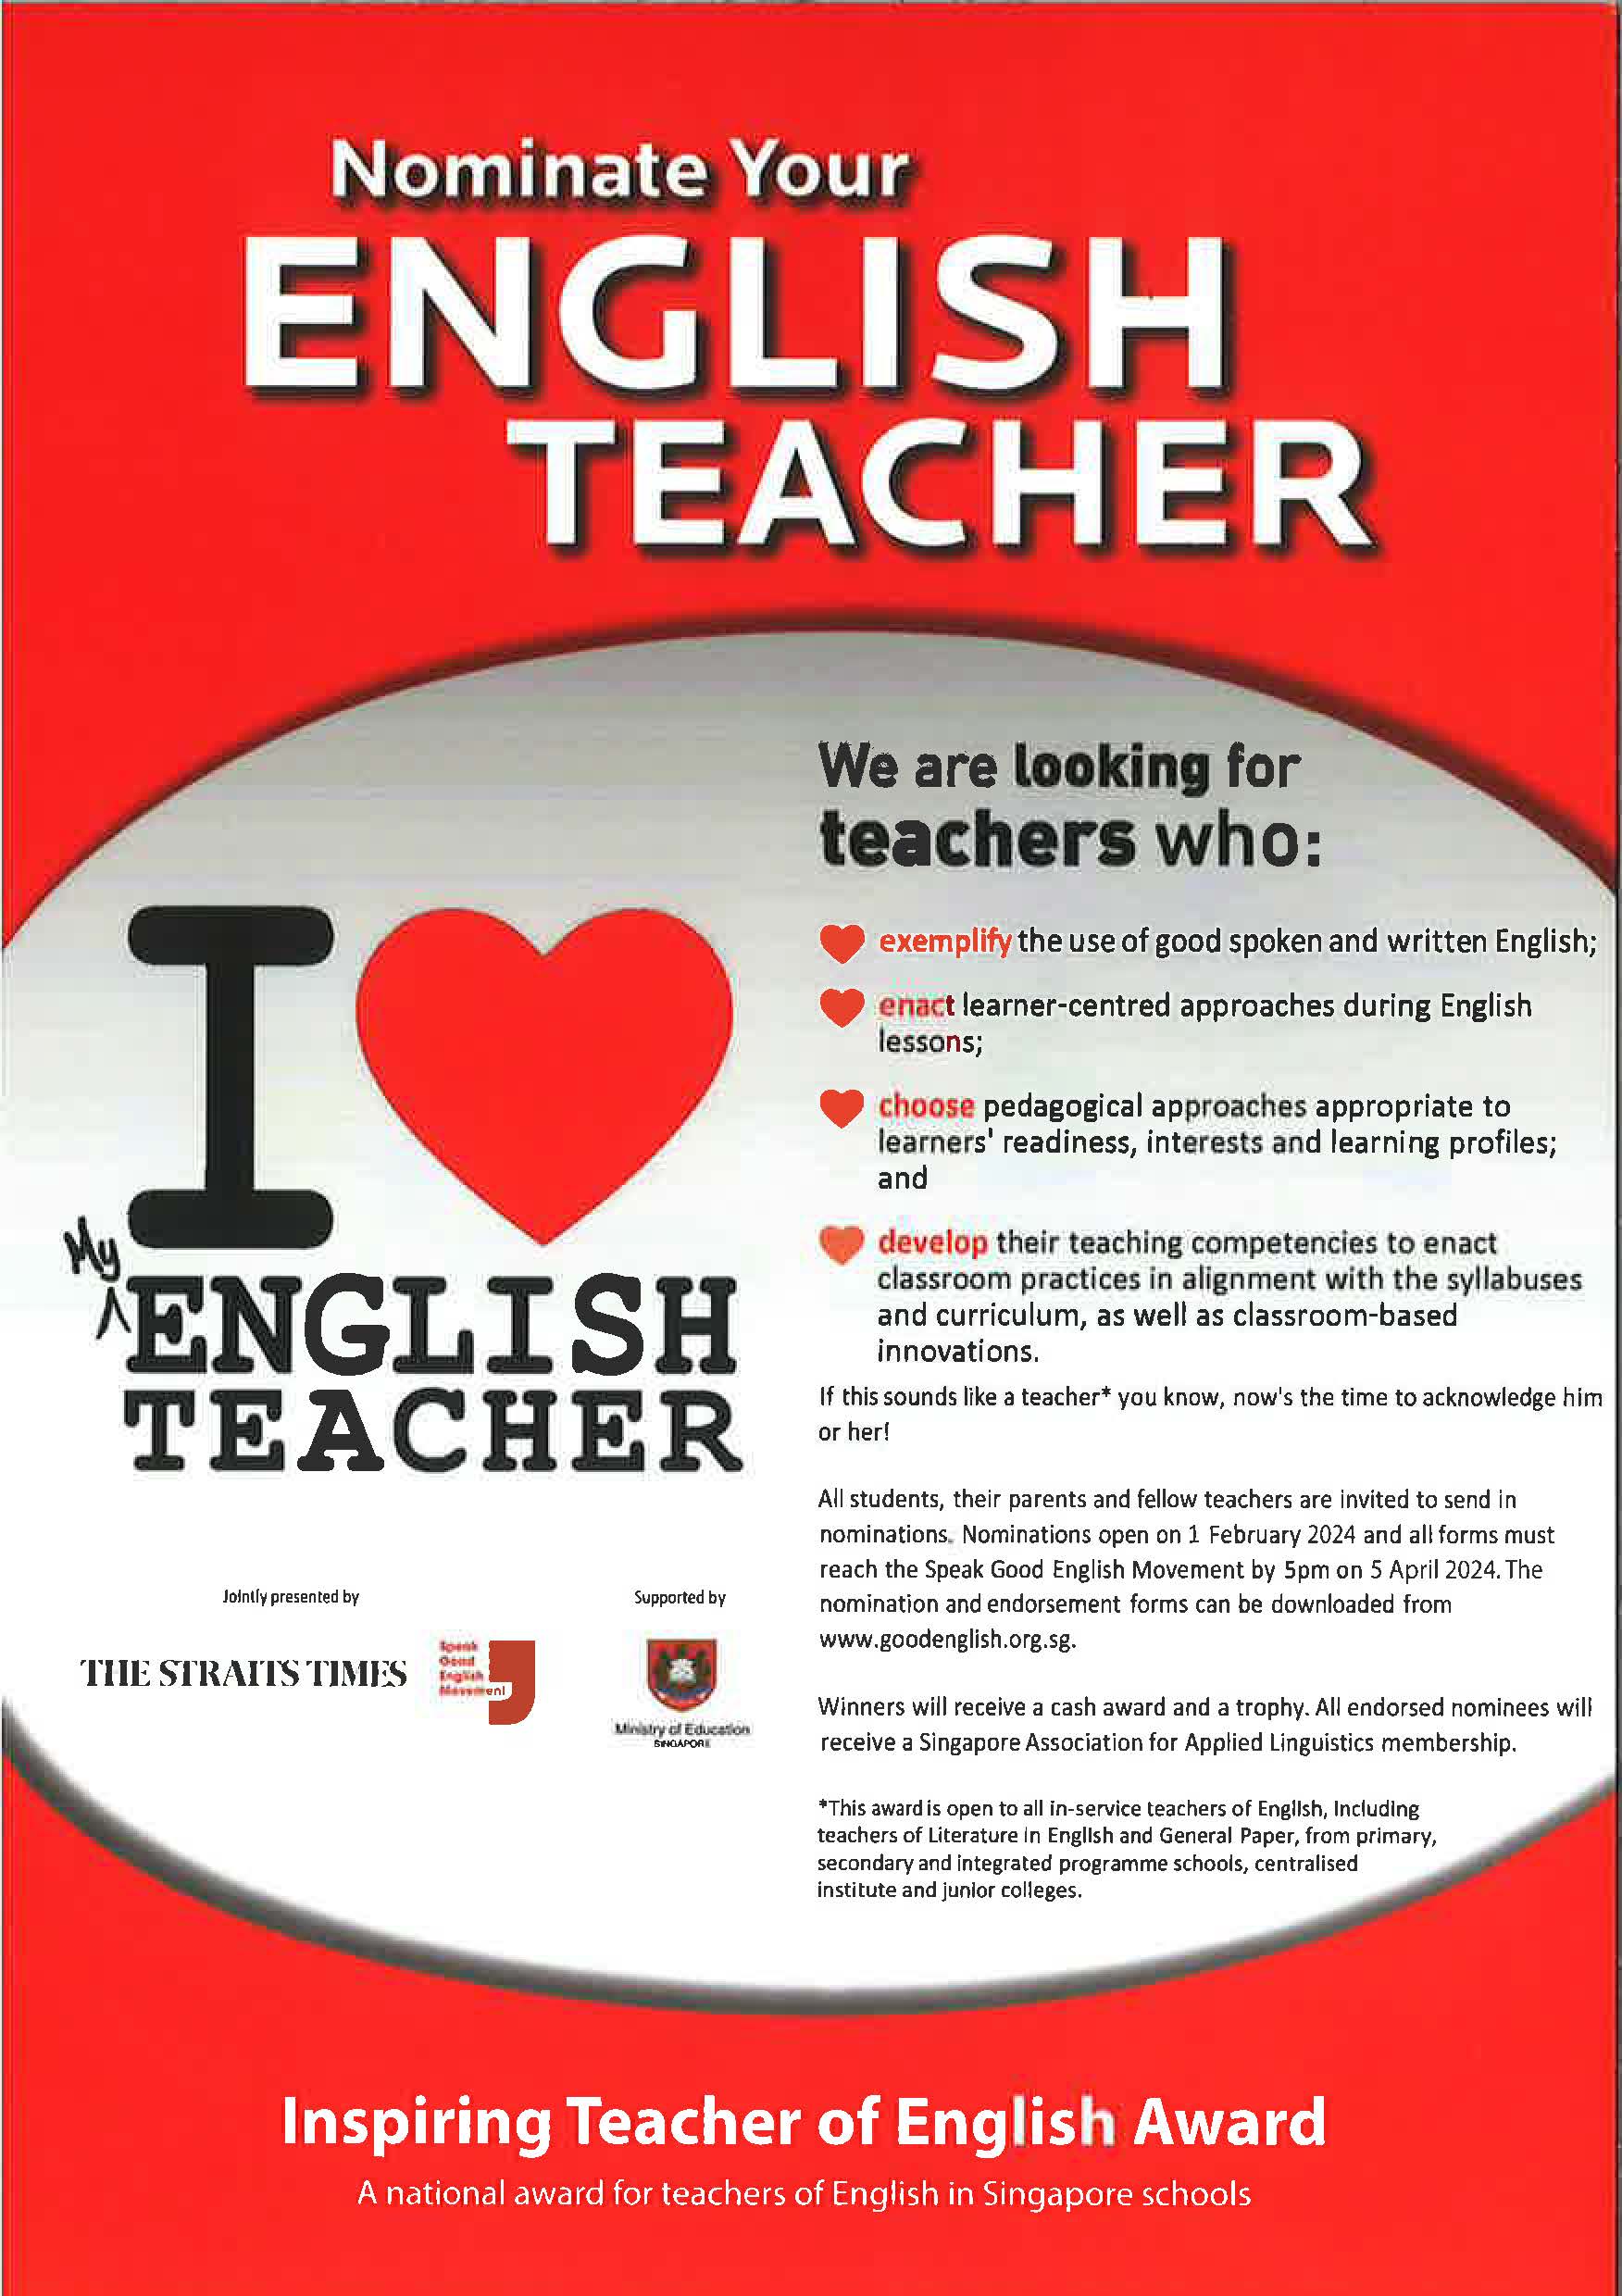 Nominate Your
ENGLISH
TEACHER
We are looking for
teachers who:
exemplify the use of good spoken and written English;
enact learner-centred approaches during English
lessons;
choose pedagogical approaches appropriate to
learners' readiness, interests and learning profiles;
and
develop their teaching competencies to enact
classroom practices in alignment with the syllabuses
and curriculum, as well as classroom-based
innovations.
If this sounds like a teacher* you know, now's the time to acknowledge him
or her!
All students, their parents and fellow teachers are invited to send in
nominations. Nominations open on 1 February 2024 and all forms must
reach the Speak Good English Movement by 5pm on 5 April 2024. The
nomination and endorsement forms can be downloaded from
www.goodenglish.org.sg.
Winners will receive a cash award and a trophy. All endorsed nominees will
receive a Singapore Association for Applied Linguistics membership.
*This award is open to all in-service teachers of English, including
teachers of Literature in English and General Paper, from primary,
secondary and integrated programme schools, centralised
institute and junior colleges.
I
My
ENGLISH
TEACHER
Jointly presented by
THE STRAITS TIMES
Speak
Good
English
Movement
Supported by
Ministry of Education
SINGAPORE
Inspiring Teacher of English Award
A national award for teachers of English in Singapore schools